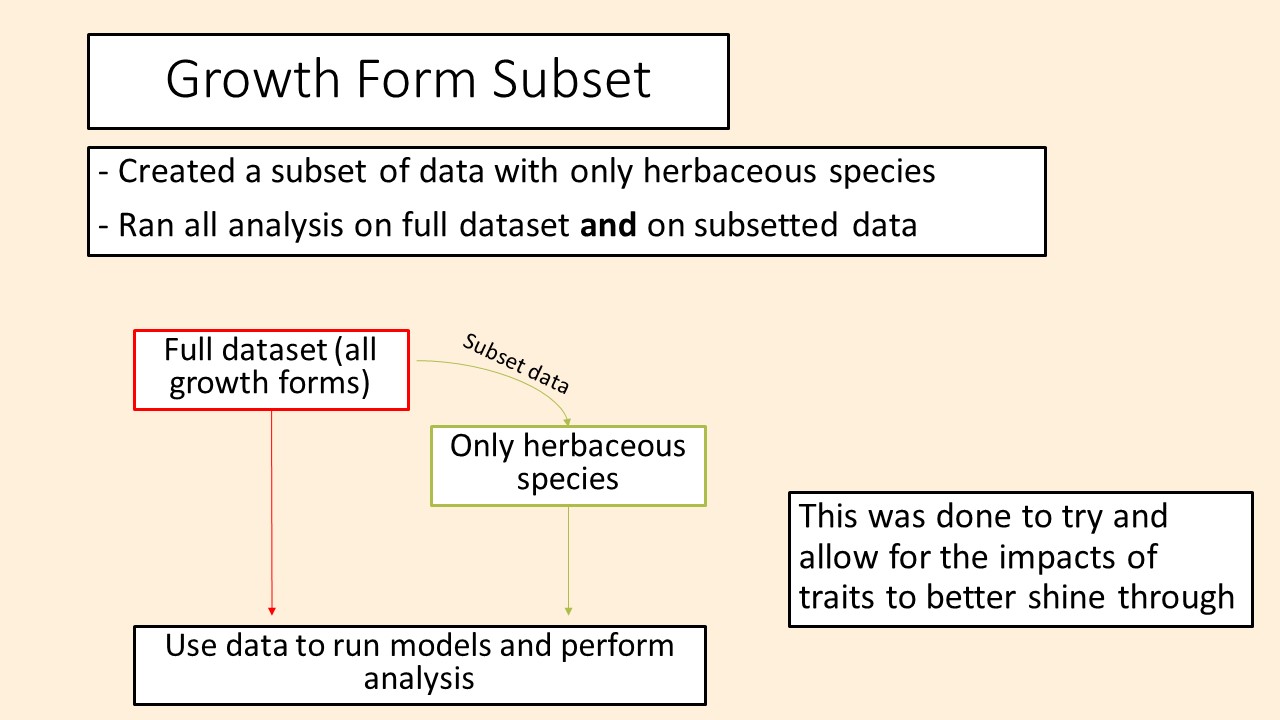 Growth Form Subset
- Created a subset of data with only herbaceous species
- Ran all analysis on full dataset and on subsetted data
Full dataset (all
growth forms)
Subset data
Only herbaceous
species
This was done to try and
allow for the impacts of
traits to better shine through
Use data to run models and perform
analysis